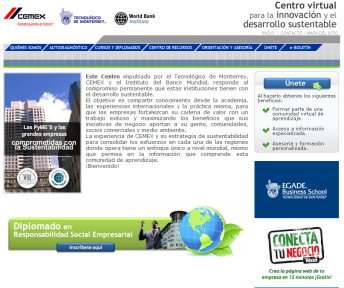 CEMEX
Construyendo el futuro
TECNOLÓGICO
DE MONTERREY
World Bank
Institute
Centro virtual
para la innovación y el
desarrollo sustentable
INICIO | CONTACTO | MAPA DEL SITIO
QUIÉNES SOMOS
AUTODIAGNÓSTICO
CURSOS Y DIPLOMADOS
CENTRO DE RECURSOS
ORIENTACIÓN Y ASESORÍA
ÚNETE
e-BOLETÍN
Las PyME'S y las
grandes empresas
comprometidas con
la Sustentabilidad
Este Centro impulsado por el Tecnológico de Monterrey,
CEMEX y el Instituto del Banco Mundial, responde al
compromiso permanente que estas instituciones tienen con
el desarrollo sustentable.
El objetivo es compartir conocimiento desde la academia,
las experiencias internacionales y la práctica misma, para
que las empresas fortalezcan su cadena de valor con un
trabajo exitoso y maximizando los beneficios que sus
iniciativas de negocio aportan a su gente, comunidades,
socios comerciales y medio ambiente.
La experiencia de CEMEX y su estrategia de sustentabilidad
para consolidar los esfuerzos en cada una de las regiones
donde opera tiene un enfoque único a nivel mundial, mismo
que permea en la información que comprende esta
comunidad de aprendizaje.
¡Bienvenido!
Únete
Al hacerlo obtienes los siguientes
beneficios:
Formar parte de una
comunidad virtual de
aprendizaje.
Acceso a información
especializada.
Asesoría y formación
personalizada.
EGADE
Business School
TECNOLÓGICO DE MONTERREY
Diplomado en
Responsabilidad Social Empresarial
Inscríbete aquí
CONECTA
TU NEGOCIO
Crea la página web de tu
empresa en 15 minutos ¡Gratis!